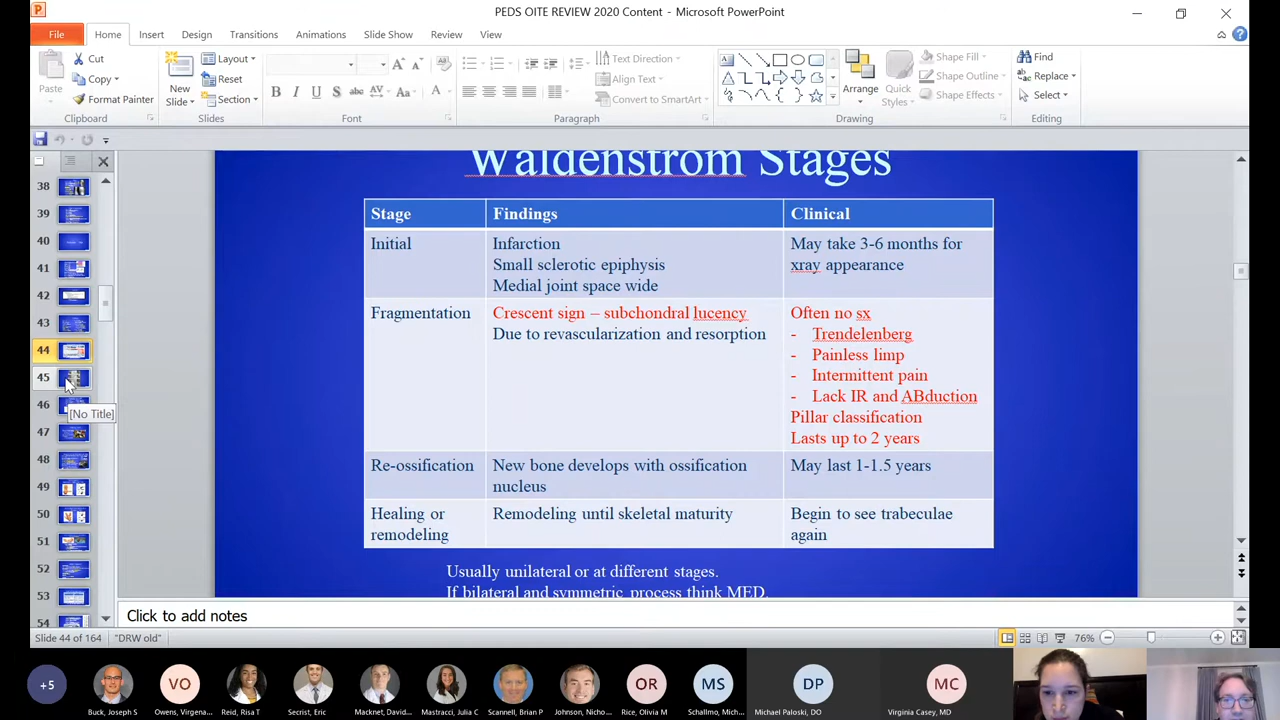 PEDS OITE REVIEW 2020 Content - Microsoft PowerPoint
File Home Insert Design Transitions Animations Slide Show Review View
Paste
Cut
Copy
Format Painter
Clipboard
New
Slide
Layout
Reset
Section
Slides
B I U S abc AV Aa A
Font
Text Direction
Align Text
Convert to SmartArt
Paragraph
Arrange
Quick
Styles
Shape Fill
Shape Outline
Shape Effects
Drawing
Find
Replace
Select
Editing
38
39
40
41
42
43
44
45
[No Title]
46
47
48
49
50
51
52
53
54
Waldenstrom Stages
Stage Findings Clinical
Initial
Infarction
Small sclerotic epiphysis
Medial joint space wide
May take 3-6 months for
xray appearance
Fragmentation
Crescent sign – subchondral lucency
Due to revascularization and resorption
Often no sx
- Trendelenberg
- Painless limp
- Intermittent pain
- Lack IR and ABduction
Pillar classification
Lasts up to 2 years
Re-ossification
New bone develops with ossification
nucleus
May last 1-1.5 years
Healing or
remodeling
Remodeling until skeletal maturity
Begin to see trabeculae
again
Usually unilateral or at different stages.
If bilateral and symmetric process think MED.
Click to add notes
Slide 44 of 164 "DRW old" 76%
+5
Buck, Joseph S
VO
Owens, Virgena...
Reid, Risa T
Secrist, Eric
Macknet, David...
Mastracci, Julia C
Scannell, Brian P
Johnson, Nicho...
OR
Rice, Olivia M
MS
Schallmo, Mich...
DP
Michael Paloski, DO
MC
Virginia Casey, MD